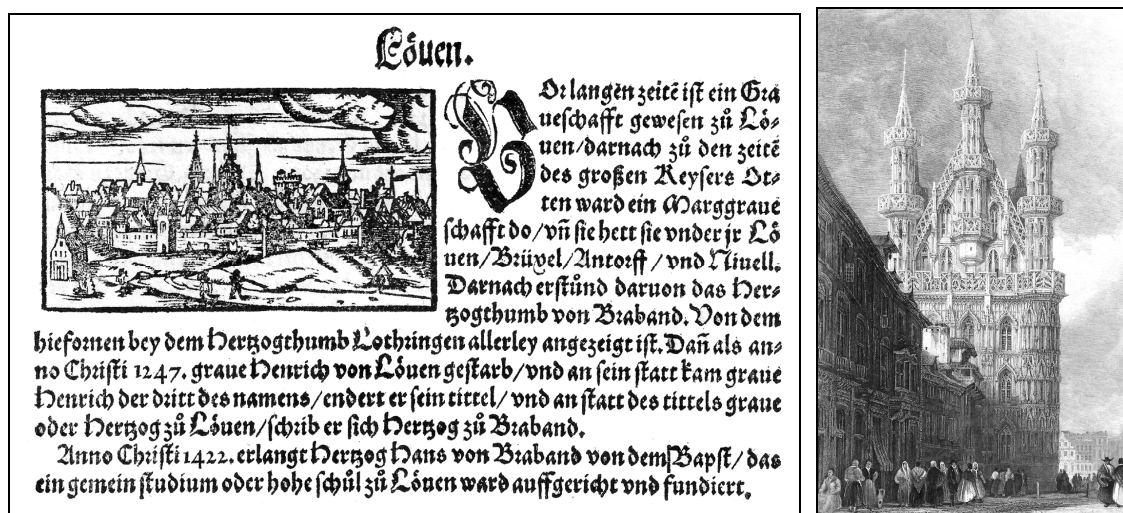 Löuen.
VOr langen zeitē ist ein Gra
ueschafft gewesen zů Lö⸗
uen/darnach zů den zeitē
des großen Keysers Ot⸗
ten ward ein Marggraue
schafft do/vñ sie hett sie vnder jr Lö
uen/Brüxel/Antorff/vnd Niuell.
Darnach erstůnd daruon das Her⸗
tzogthumb von Braband. Von dem
hiefornen bey dem Hertzogthumb Lothringen allerley angezeigt ist. Dañ als an⸗
no Christi 1247. graue Henrich von Löuen gestarb/vnd an sein statt kam graue
Henrich der dritt des namens/endert er sein tittel/vnd an statt des tittels graue
oder Hertzog zů Löuen/schrib er sich Hertzog zů Braband.
Anno Christi 1422. erlangt Hertzog Hans von Braband von dem Bapst/das
ein gemein studium oder hohe schůl zů Löuen ward auffgericht vnd fundiert.